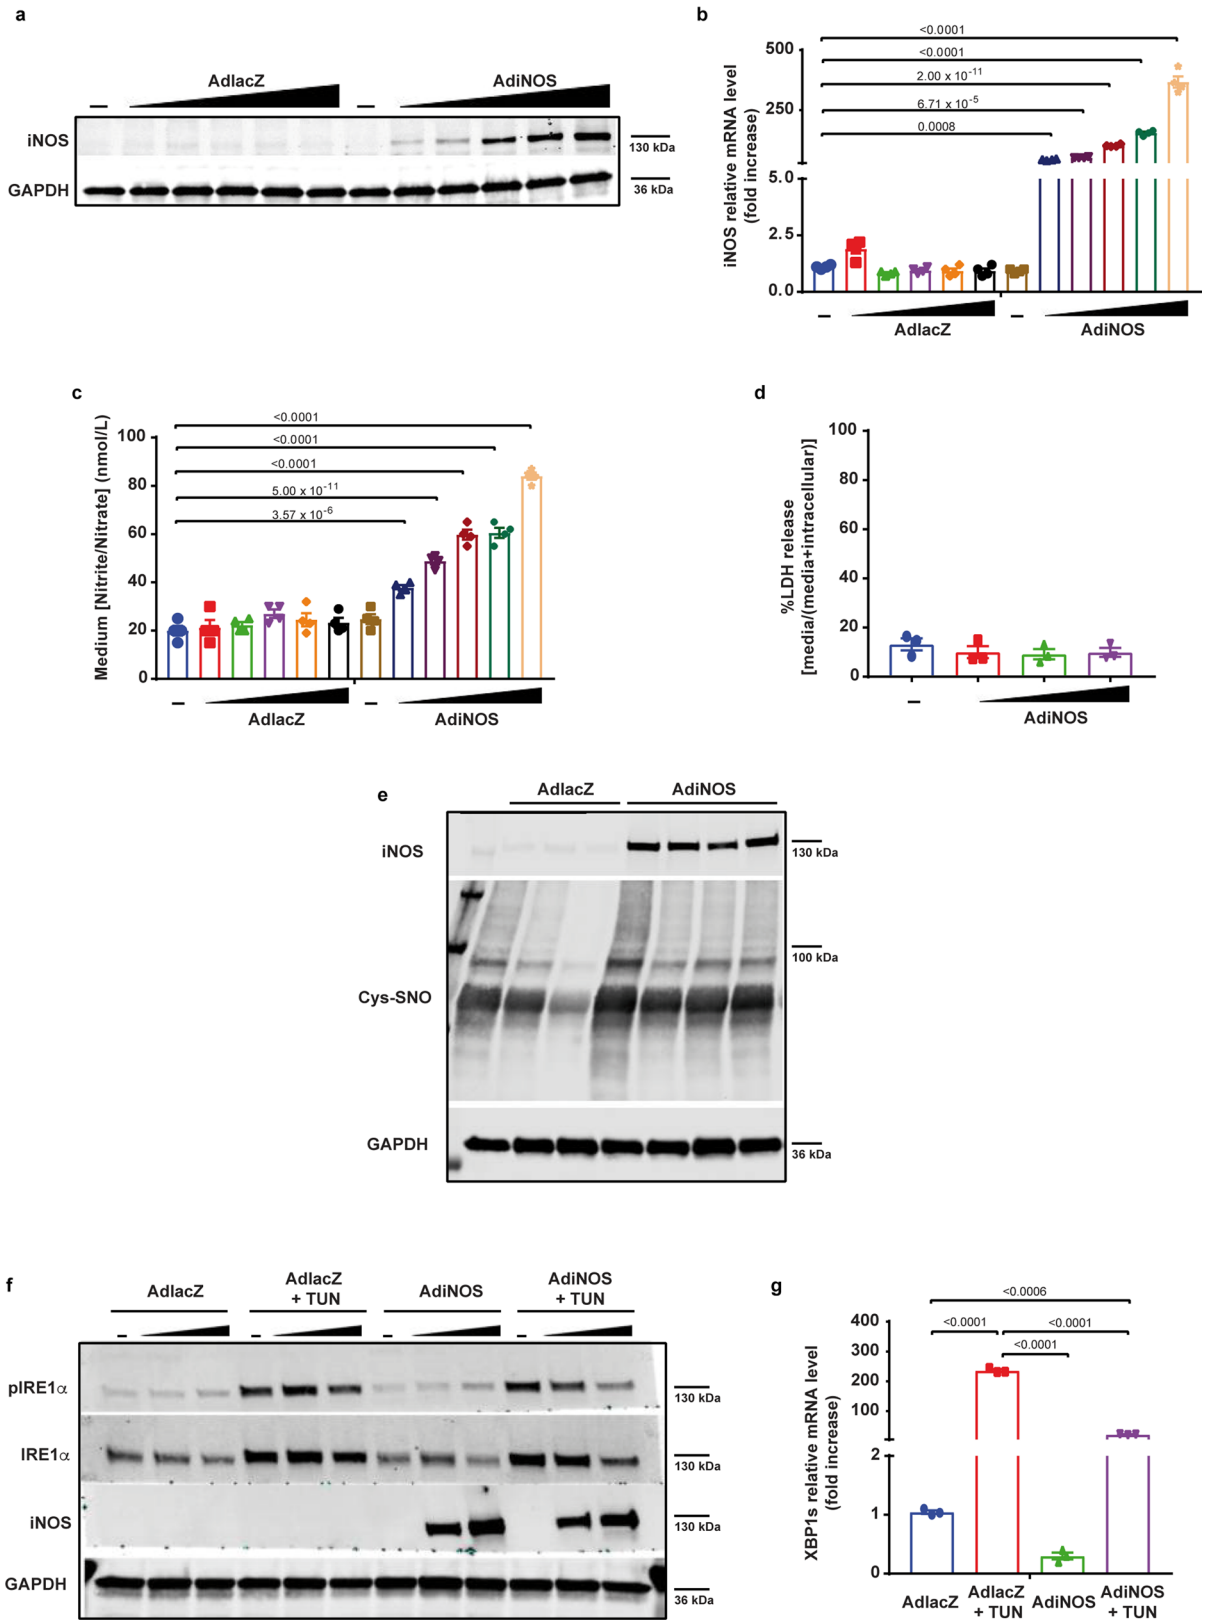 a
AdlacZ
AdiNOS
–
–
iNOS
130 kDa
GAPDH
36 kDa
b
iNOS relative mRNA level
(fold increase)
<0.0001
<0.0001
2.00 x 10-11
6.71 x 10-5
0.0008
500
250
5.0
2.5
0.0
–
–
AdlacZ
AdiNOS
c
Medium [Nitrite/Nitrate] (nmol/L)
<0.0001
<0.0001
<0.0001
5.00 x 10-11
3.57 x 10-6
100
80
60
40
20
0
–
–
AdlacZ
AdiNOS
d
%LDH release
[media/(media+intracellular)]
100
80
60
40
20
0
–
AdiNOS
e
AdlacZ
AdiNOS
iNOS
130 kDa
100 kDa
Cys-SNO
GAPDH
36 kDa
f
AdlacZ
AdlacZ
+ TUN
AdiNOS
AdiNOS
+ TUN
–
–
–
–
pIRE1α
130 kDa
IRE1α
130 kDa
iNOS
130 kDa
GAPDH
36 kDa
g
XBP1s relative mRNA level
(fold increase)
<0.0006
<0.0001
<0.0001
<0.0001
400
300
200
100
2
1
0
AdlacZ
AdlacZ
+ TUN
AdiNOS
AdiNOS
+ TUN